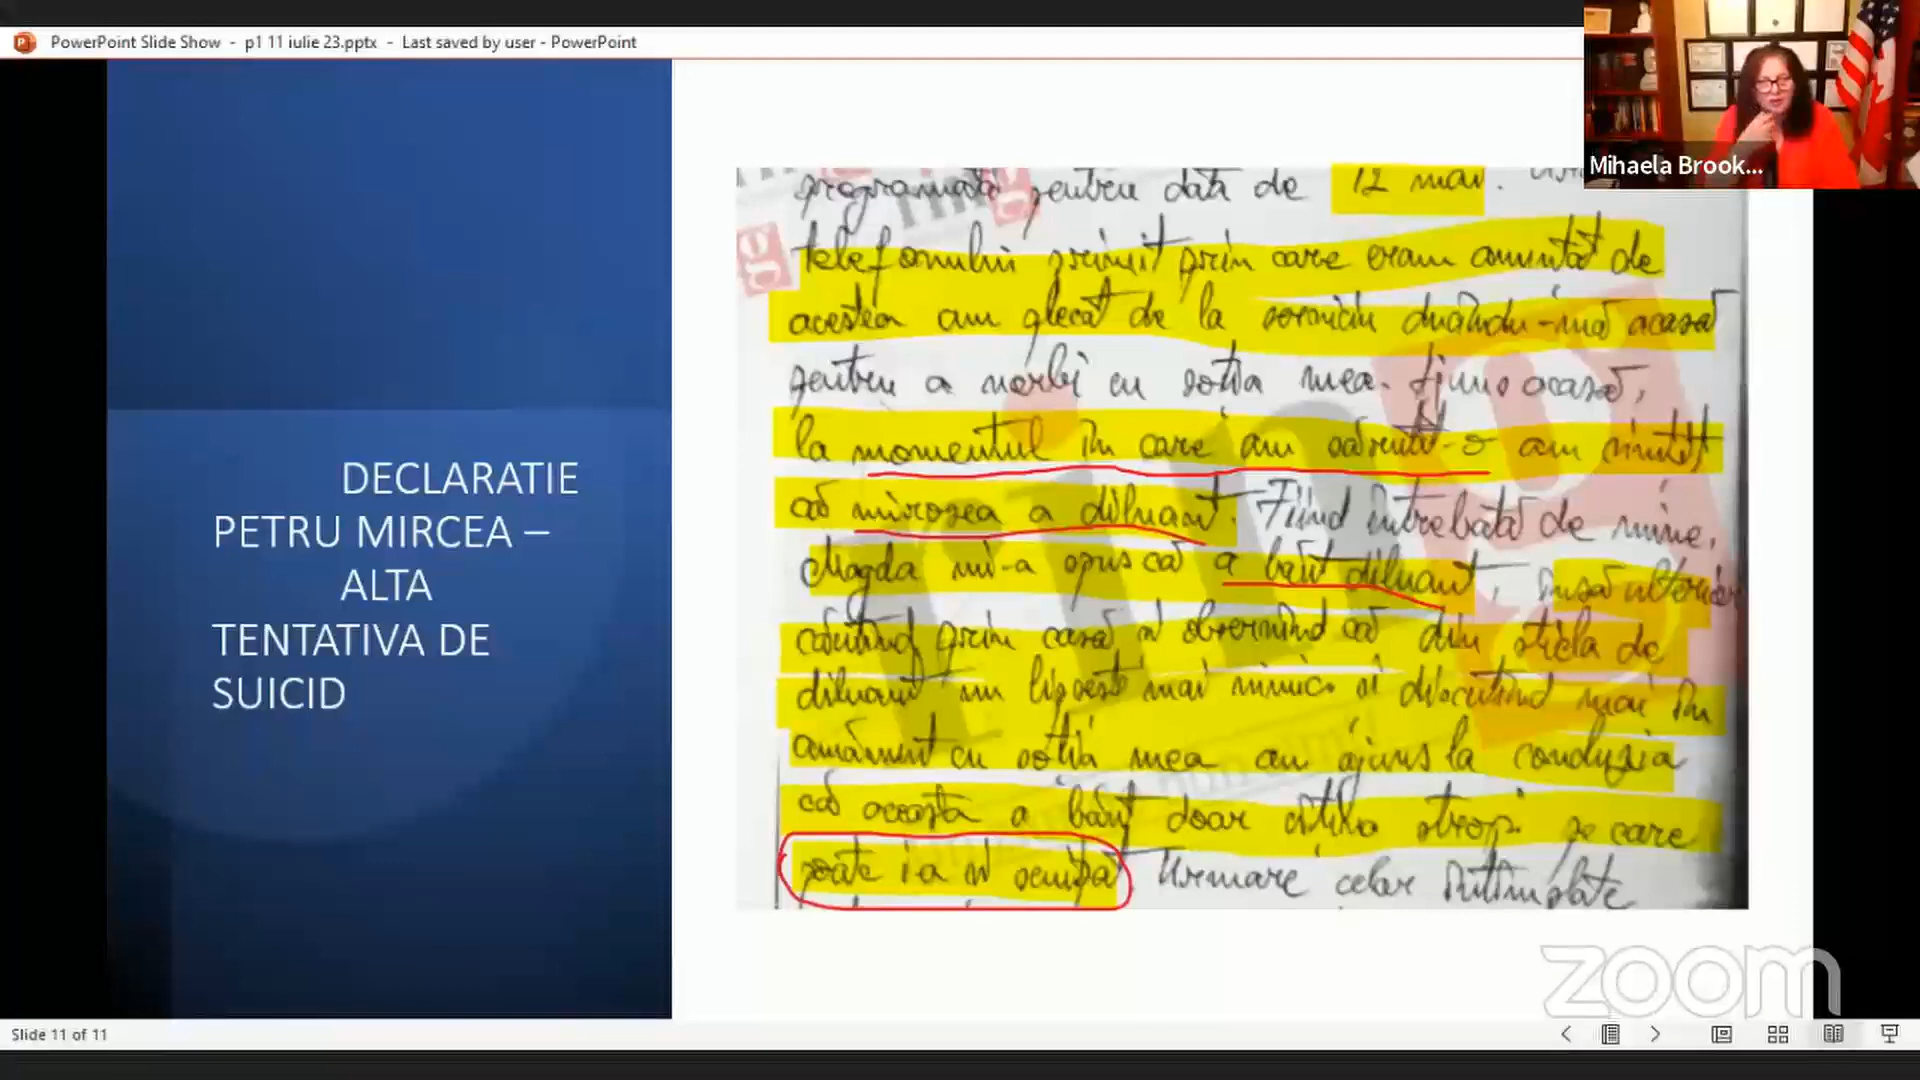 PowerPoint Slide Show - p1 11 iulie 23.pptx - Last saved by user - PowerPoint
Mihaela Brook...
DECLARATIE
PETRU MIRCEA –
ALTA
TENTATIVA DE
SUICID
programată pentru data de 12 mai.
telefonului primit prin care eram anunțat de
acestea am plecat de la serviciu ducându-mă acasă
pentru a vorbi cu soția mea. Ajuns acasă,
la momentul în care am sărutat-o am simțit
că mirosea a diluant. Fiind întrebată de mine,
Magda mi-a spus că a băut diluant, însă ulterior
căutând prin casă și observând că din sticla de
diluant nu lipsește mai nimic și discutând mai în
amănunt cu soția mea am ajuns la concluzia
că aceasta a băut doar câțiva stropi pe care
poate i-a și scuipat. Urmare celor întâmplate
zoom
Slide 11 of 11